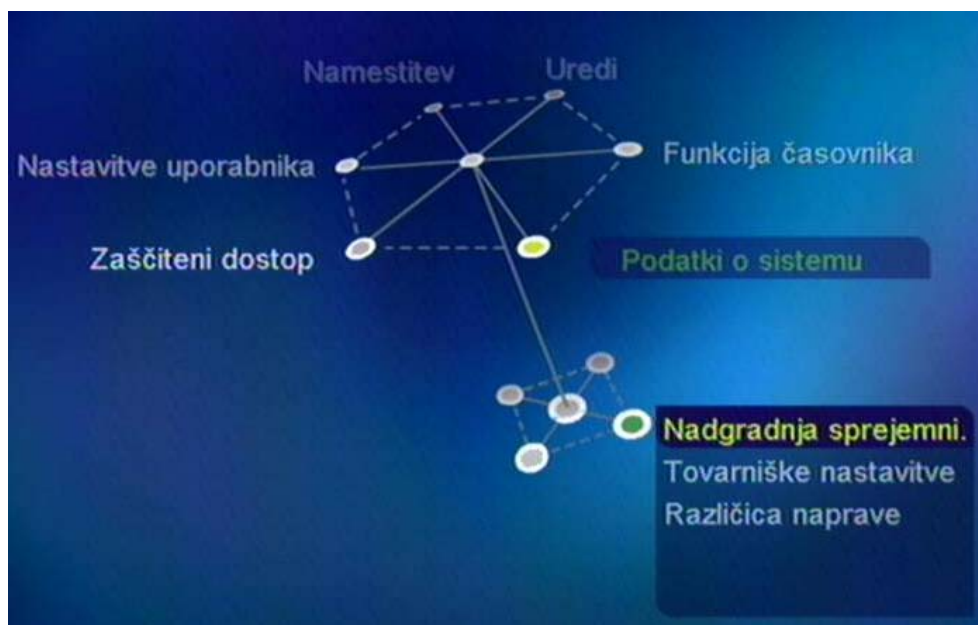 Namestitev
Uredi
Nastavitve uporabnika
Funkcija časovnika
Zaščiteni dostop
Podatki o sistemu
Nadgradnja sprejemni.
Tovarniške nastavitve
Različica naprave